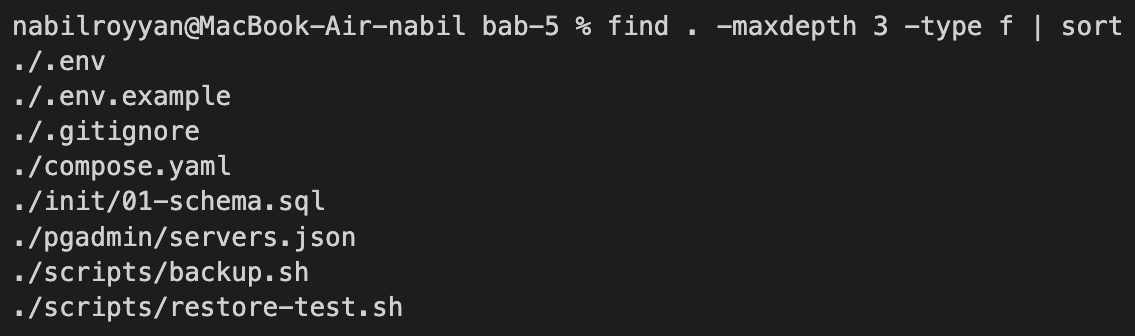 nabilroyyan@MacBook-Air-nabil bab-5 % find . -maxdepth 3 -type f | sort
./.env
./.env.example
./.gitignore
./compose.yaml
./init/01-schema.sql
./pgadmin/servers.json
./scripts/backup.sh
./scripts/restore-test.sh